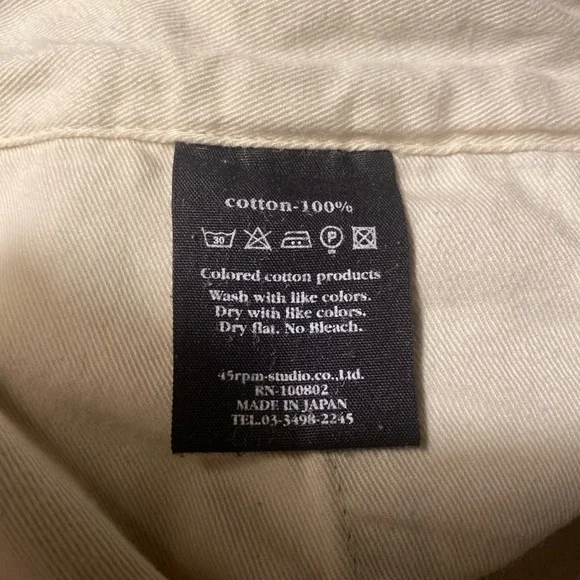 cotton-100%
30 P
Colored cotton products
Wash with like colors.
Dry with like colors.
Dry flat. No Bleach.
45rpm-studio.co.,Ltd.
RN-100802
MADE IN JAPAN
TEL.03-3498-2245